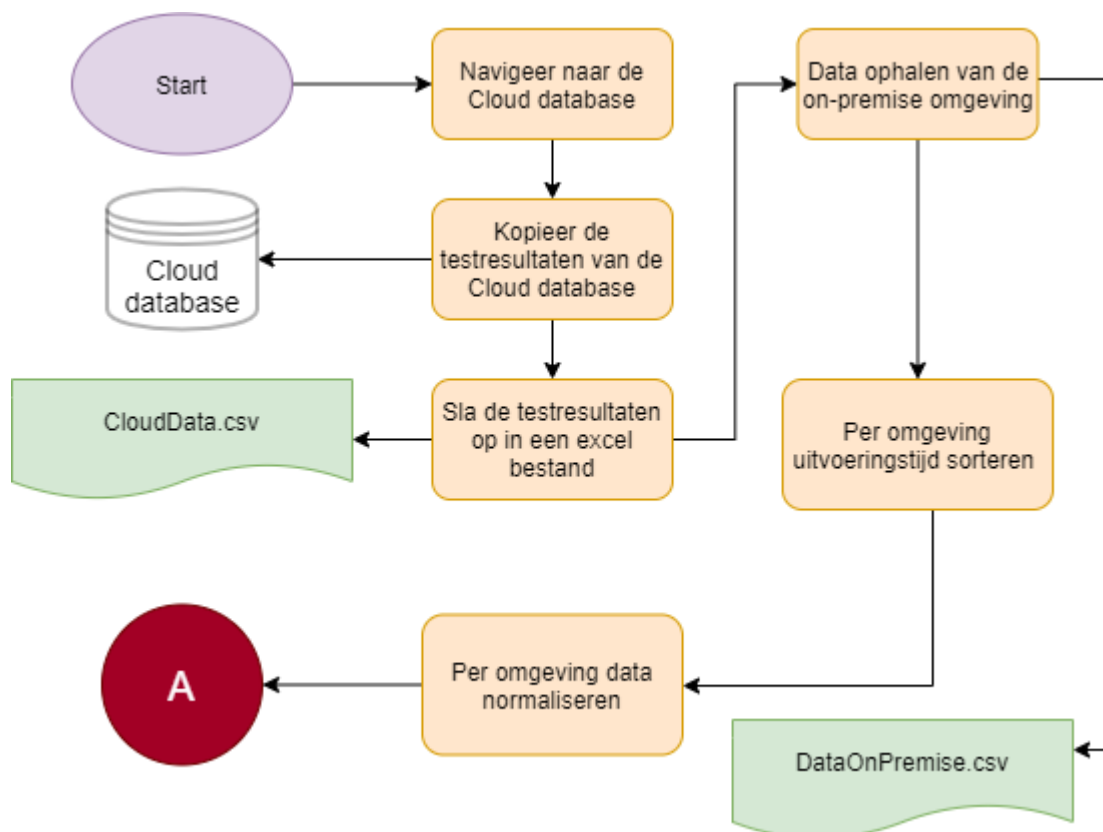 Start
Navigeer naar de
Cloud database
Data ophalen van de
on-premise omgeving
Kopieer de
testresultaten van de
Cloud database
Cloud
database
CloudData.csv
Sla de testresultaten
op in een excel
bestand
Per omgeving
uitvoeringstijd sorteren
A
Per omgeving data
normaliseren
DataOnPremise.csv